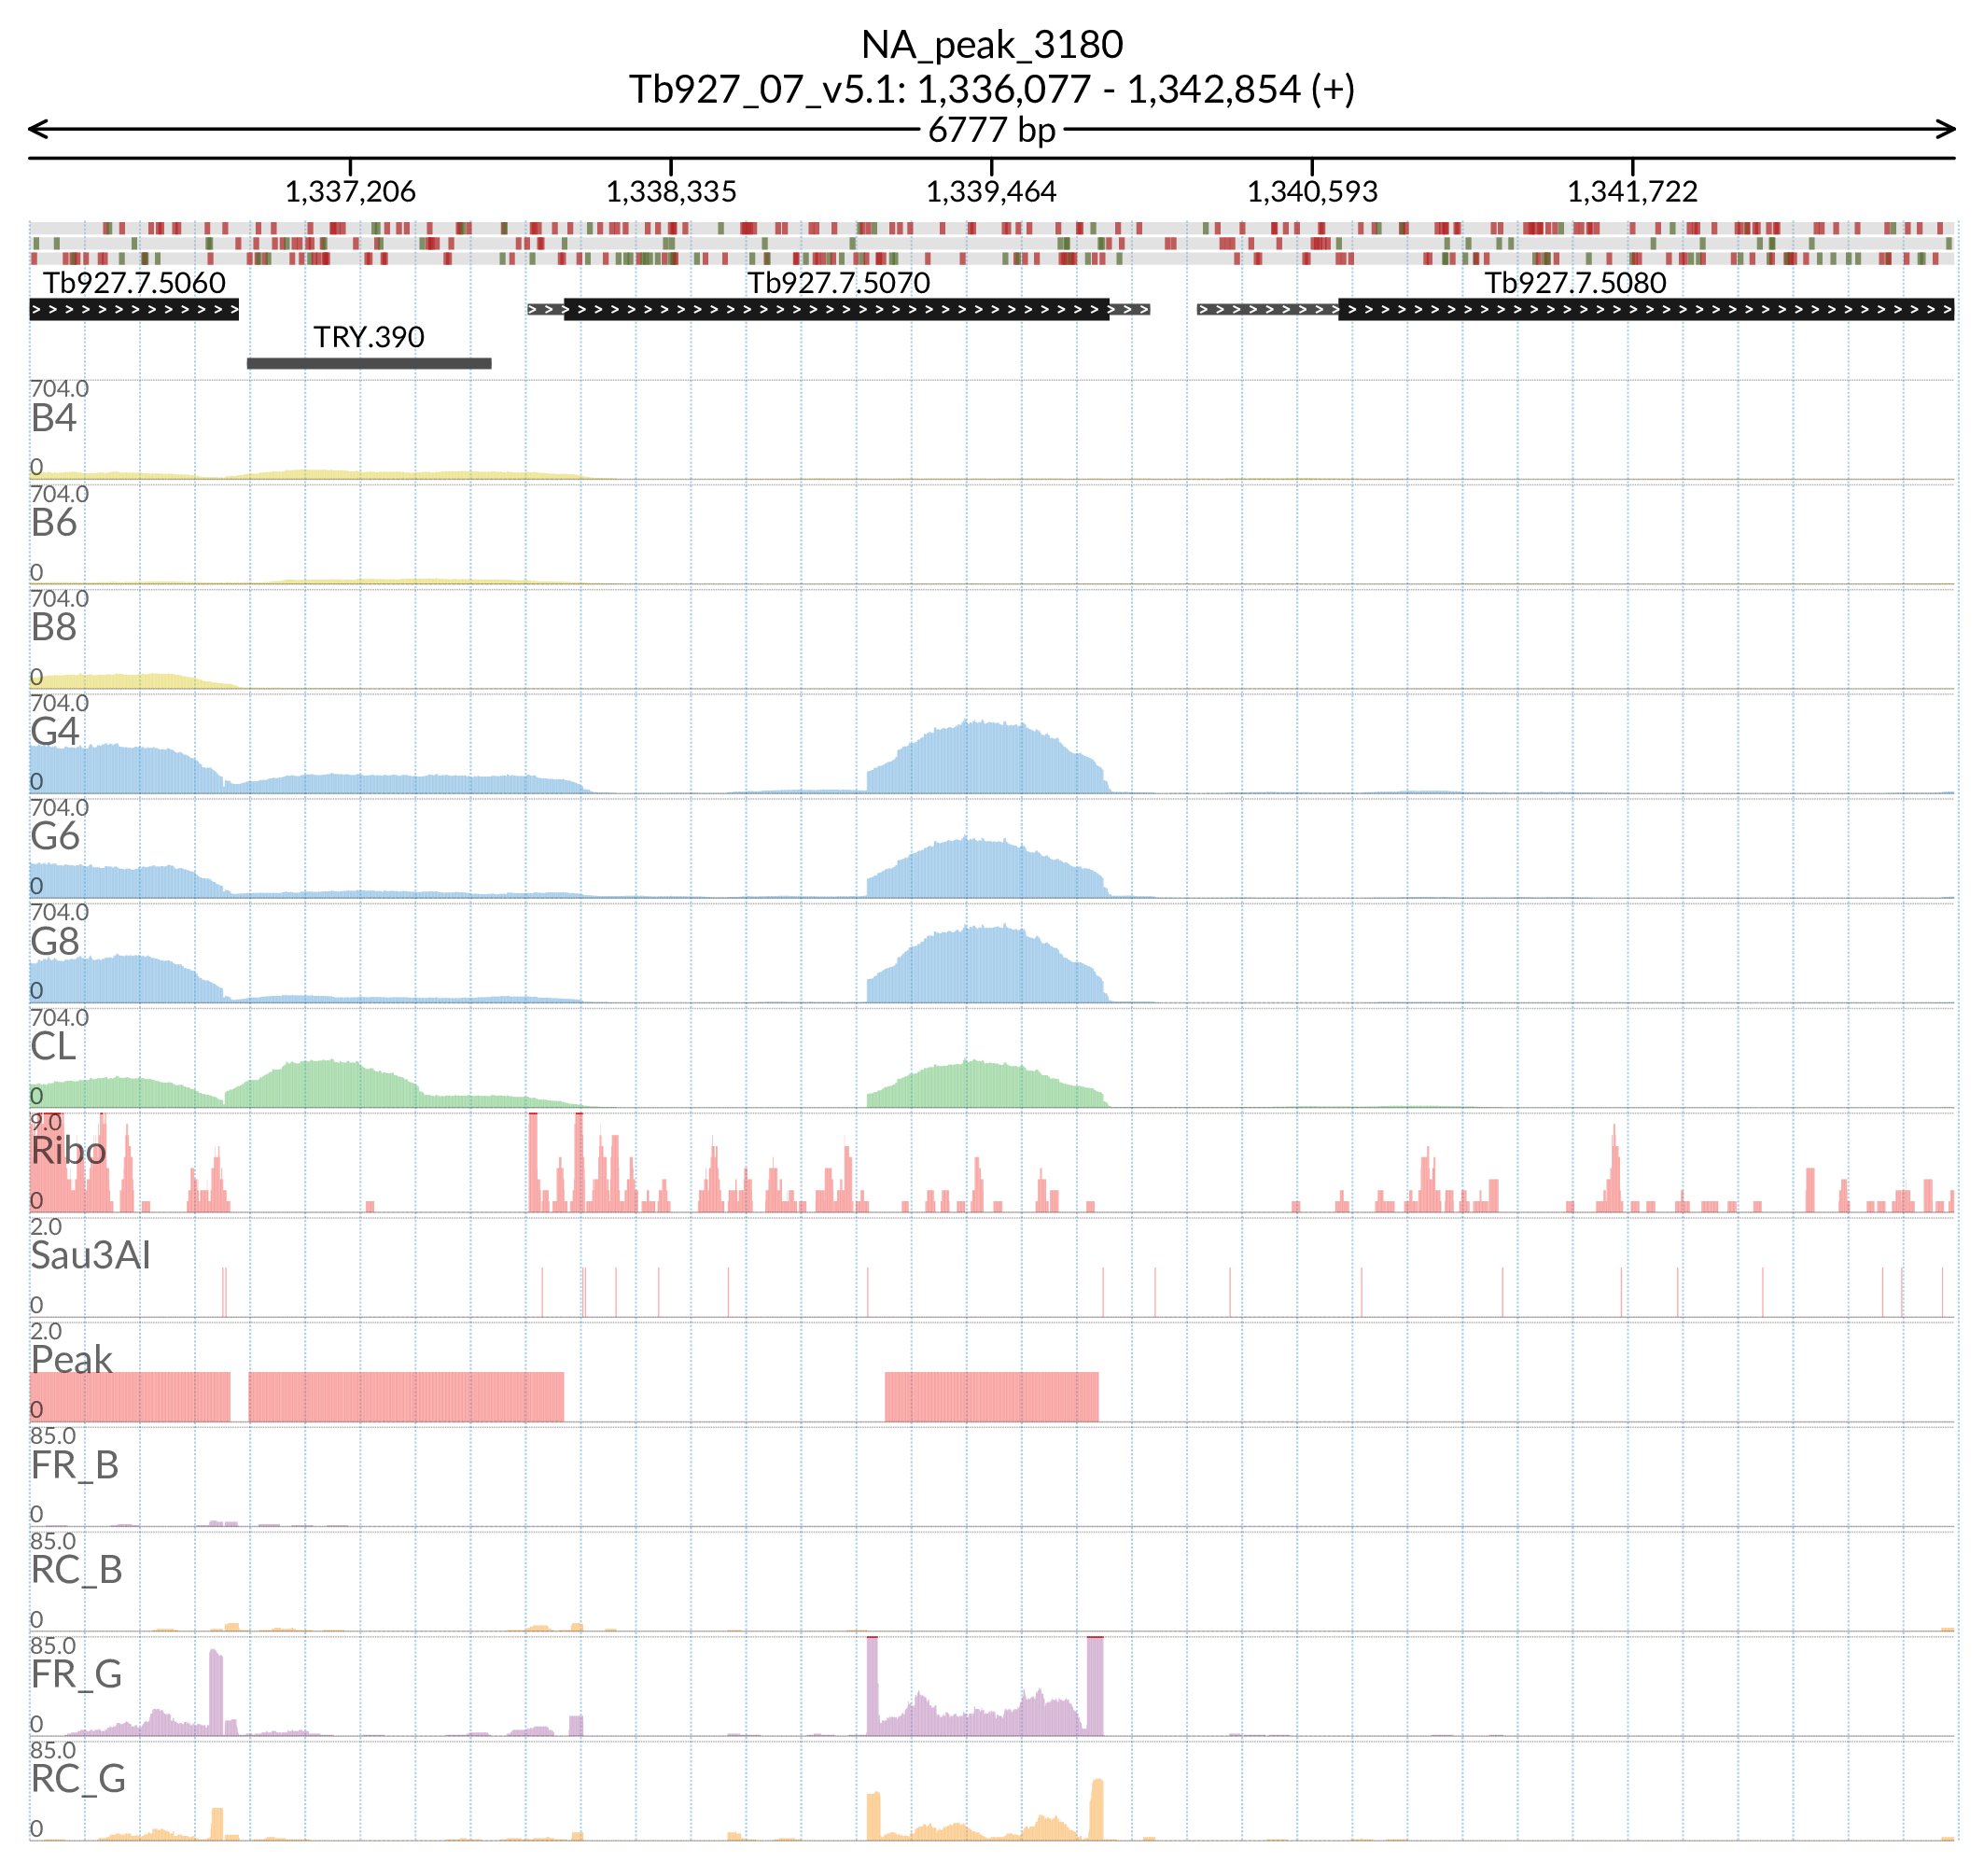 NA_peak_3180
Tb927_07_v5.1: 1,336,077 - 1,342,854 (+)
6777 bp
1,337,206 1,338,335 1,339,464 1,340,593 1,341,722
Tb927.7.5060 Tb927.7.5070 Tb927.7.5080
TRY.390
704.0
B4
0
704.0
B6
0
704.0
B8
0
704.0
G4
0
704.0
G6
0
704.0
G8
0
704.0
CL
0
9.0
Ribo
0
2.0
Sau3AI
0
2.0
Peak
0
85.0
FR_B
0
85.0
RC_B
0
85.0
FR_G
0
85.0
RC_G
0